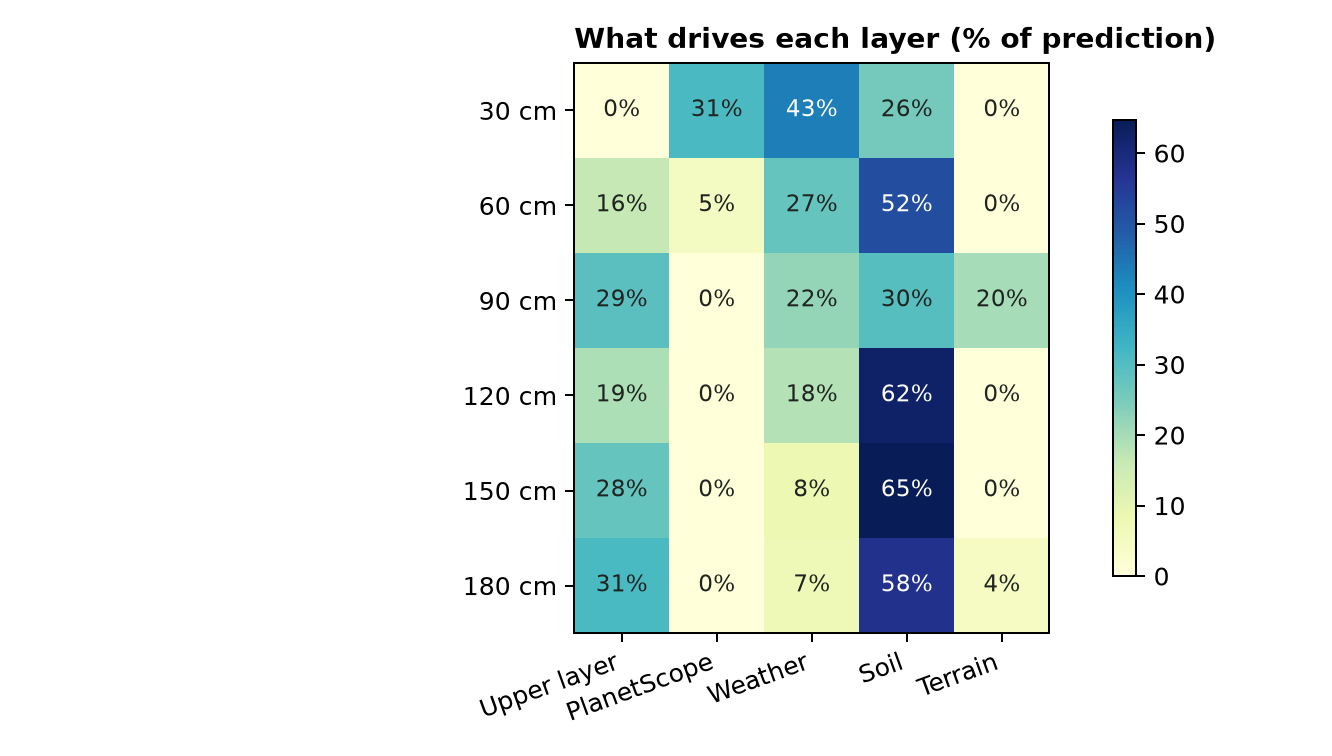 What drives each layer (% of prediction)
30 cm 0% 31% 43% 26% 0%
60 cm 16% 5% 27% 52% 0%
90 cm 29% 0% 22% 30% 20%
120 cm 19% 0% 18% 62% 0%
150 cm 28% 0% 8% 65% 0%
180 cm 31% 0% 7% 58% 4%
Upper layer PlanetScope Weather Soil Terrain
60
50
40
30
20
10
0